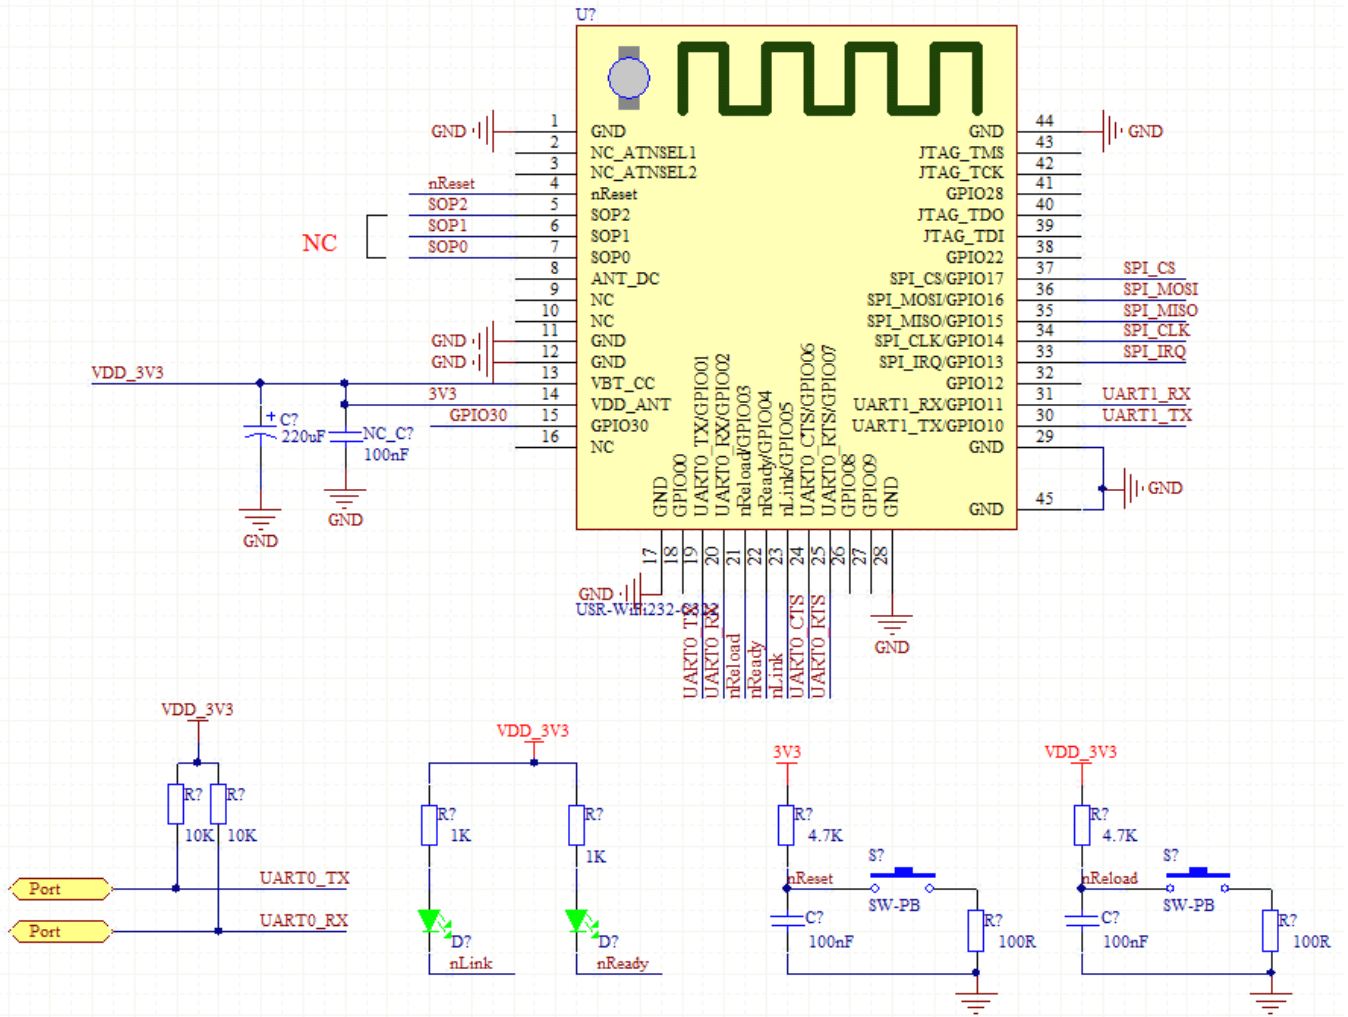 U?
1 GND
2 NC_ATNSEL1
3 NC_ATNSEL2
4 nReset
5 SOP2
6 SOP1
7 SOP0
8 ANT_DC
9 NC
10 NC
11 GND
12 GND
13 VBT_CC
14 VDD_ANT
15 GPIO30
16 NC
GND
nReset
SOP2
SOP1
SOP0
NC
GND
GND
VDD_3V3
3V3
GPIO30
C?
220uF
NC_C?
100nF
GND
GND
GND 44
JTAG_TMS 43
JTAG_TCK 42
GPIO28 41
JTAG_TDO 40
JTAG_TDI 39
GPIO22 38
SPI_CS/GPIO17 37
SPI_MOSI/GPIO16 36
SPI_MISO/GPIO15 35
SPI_CLK/GPIO14 34
SPI_IRQ/GPIO13 33
GPIO12 32
UART1_RX/GPIO11 31
UART1_TX/GPIO10 30
GND 29
GND 45
GND
SPI_CS
SPI_MOSI
SPI_MISO
SPI_CLK
SPI_IRQ
UART1_RX
UART1_TX
GND
GND 17
GPIO00 18
UART0_TX/GPIO01 19
UART0_RX/GPIO02 20
nReload/GPIO03 21
nReady/GPIO04 22
nLink/GPIO05 23
UART0_CTS/GPIO06 24
UART0_RTS/GPIO07 25
GPIO08 26
GPIO09 27
GND 28
GND
UART0_TX
UART0_RX
nReload
nReady
nLink
UART0_CTS
UART0_RTS
GND
VDD_3V3
R?
10K
R?
10K
Port
UART0_TX
Port
UART0_RX
VDD_3V3
R?
1K
R?
1K
D?
nLink
D?
nReady
3V3
R?
4.7K
nReset
S?
SW-PB
C?
100nF
R?
100R
VDD_3V3
R?
4.7K
nReload
S?
SW-PB
C?
100nF
R?
100R